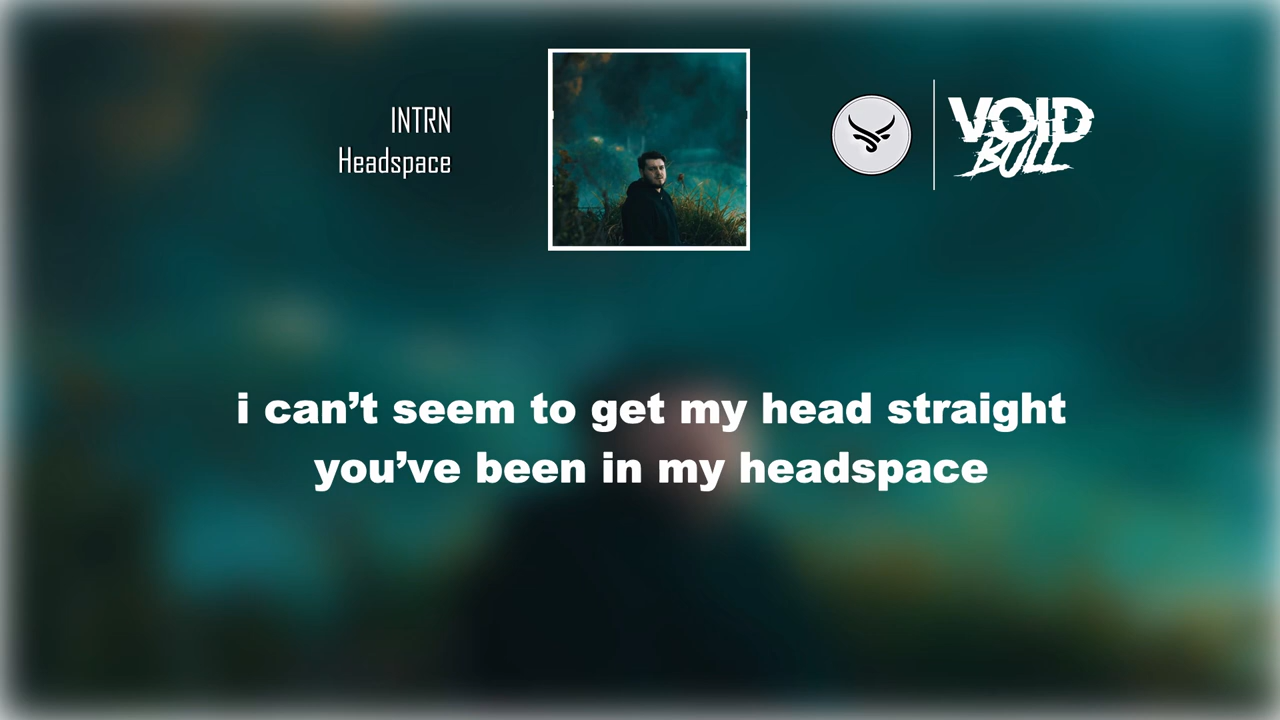 INTRN
Headspace
VOID
BULL
i can’t seem to get my head straight
you’ve been in my headspace